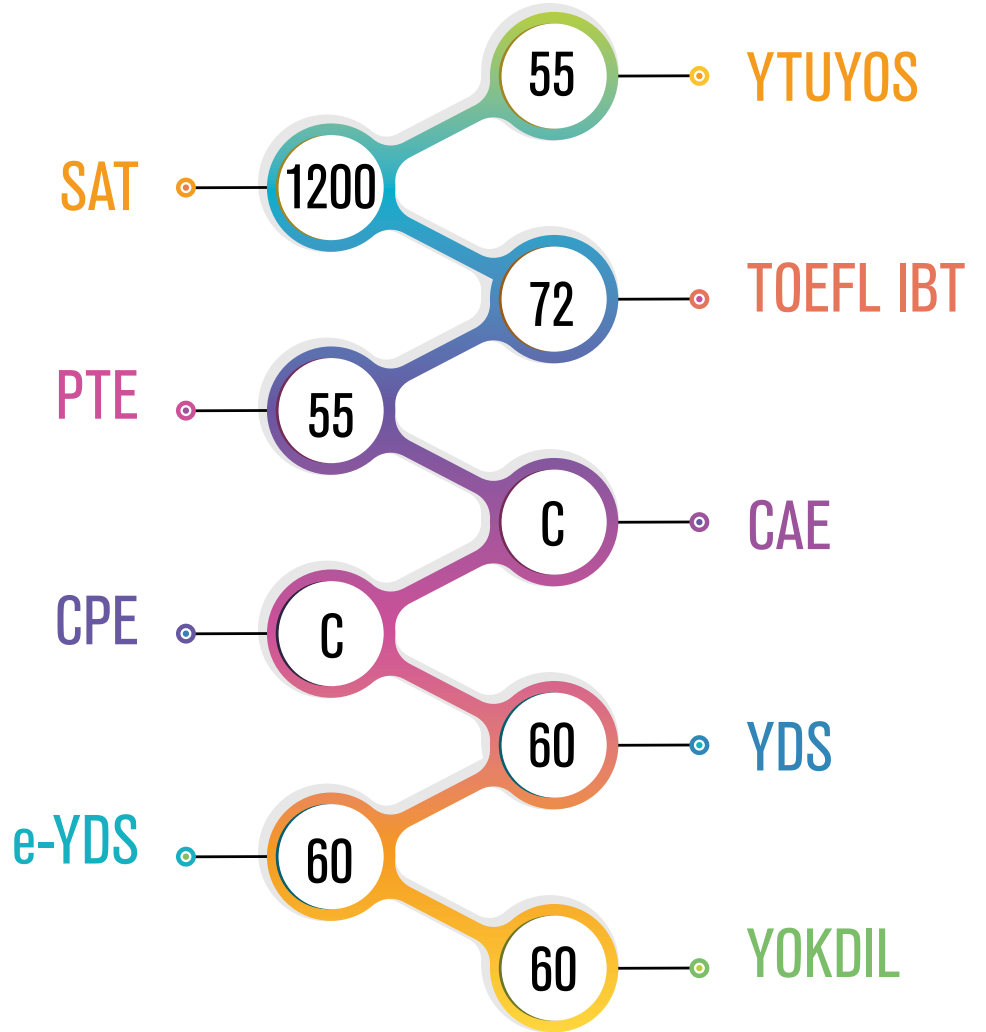 55 YTUYOS
SAT 1200
72 TOEFL IBT
PTE 55
C CAE
CPE C
60 YDS
e-YDS 60
60 YOKDIL